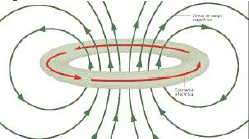 Líneas de campo
magnético
Corriente
eléctrica